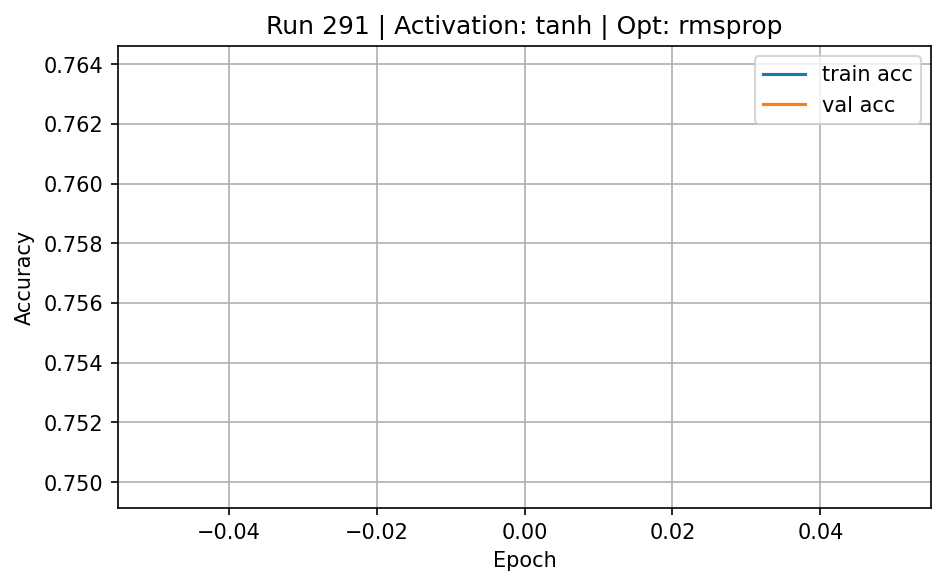 Run 291 | Activation: tanh | Opt: rmsprop
train acc
val acc
0.764
0.762
0.760
0.758
0.756
0.754
0.752
0.750
Accuracy
−0.04
−0.02
0.00
0.02
0.04
Epoch